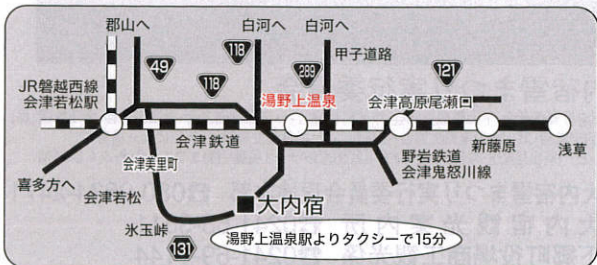 郡山へ
白河へ
白河へ
甲子道路
49
118
118
289
121
JR磐越西線
会津若松駅
湯野上温泉
会津高原尾瀬口
会津鉄道
会津美里町
新藤原
浅草
野岩鉄道
会津鬼怒川線
喜多方へ
会津若松
■大内宿
氷玉峠
131
湯野上温泉駅よりタクシーで15分